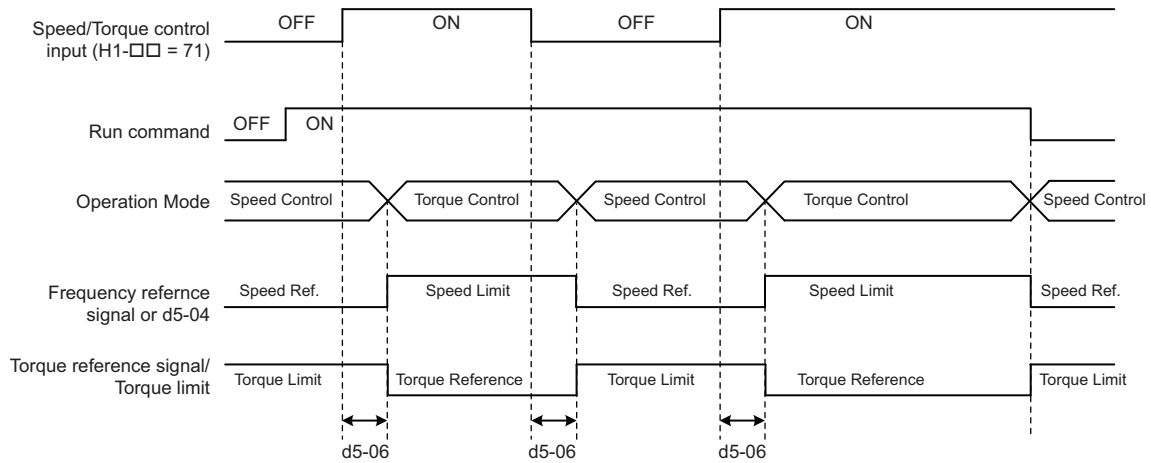 Speed/Torque control
input (H1-□□ = 71)
OFF
ON
OFF
ON
Run command
OFF
ON
Operation Mode
Speed Control
Torque Control
Speed Control
Torque Control
Speed Control
Frequency refernce
signal or d5-04
Speed Ref.
Speed Limit
Speed Ref.
Speed Limit
Speed Ref.
Torque reference signal/
Torque limit
Torque Limit
Torque Reference
Torque Limit
Torque Reference
Torque Limit
d5-06
d5-06
d5-06